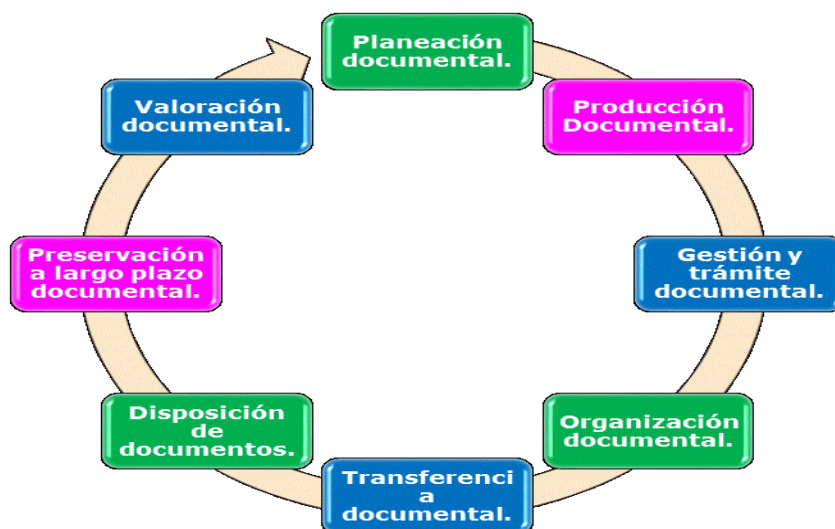 Planeación
documental.
Producción
Documental.
Gestión y
trámite
documental.
Organización
documental.
Transferenci
a
documental.
Disposición
de
documentos.
Preservación
a largo plazo
documental.
Valoración
documental.